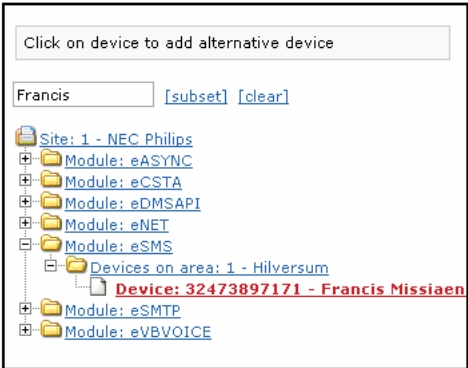 Click on device to add alternative device
Francis [subset] [clear]
Site: 1 - NEC Philips
Module: eASYNC
Module: eCSTA
Module: eDMSAPI
Module: eNET
Module: eSMS
Devices on area: 1 - Hilversum
Device: 32473897171 - Francis Missiaen
Module: eSMTP
Module: eVBVOICE